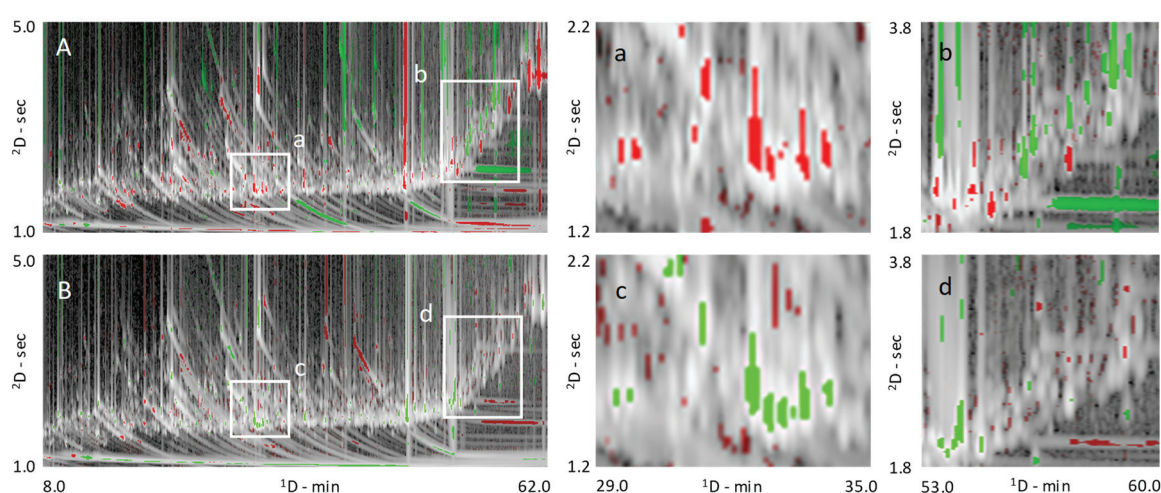 5.0
A
a
b
²D - sec
1.0
2.2
a
²D - sec
1.2
3.8
b
²D - sec
1.8
5.0
B
c
d
²D - sec
1.0
8.0 ¹D - min 62.0
2.2
c
²D - sec
1.2
29.0 ¹D - min 35.0
3.8
d
²D - sec
1.8
53.0 ¹D - min 60.0